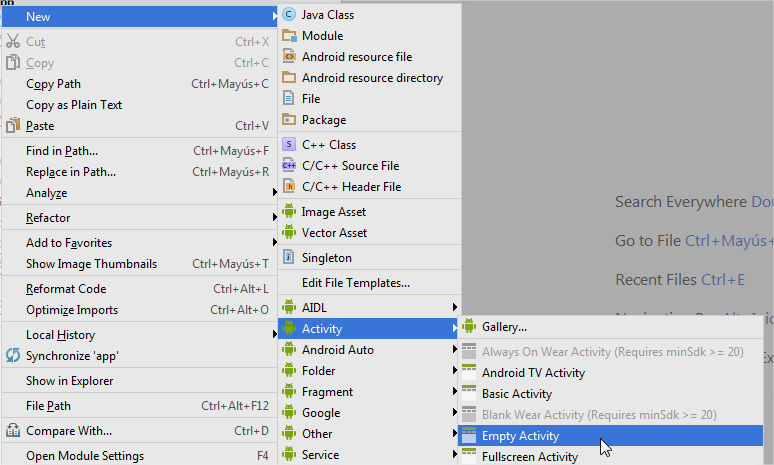 New
Cut Ctrl+X
Copy Ctrl+C
Copy Path Ctrl+Mayús+C
Copy as Plain Text
Paste Ctrl+V
Find in Path... Ctrl+Mayús+F
Replace in Path... Ctrl+Mayús+R
Analyze
Refactor
Add to Favorites
Show Image Thumbnails Ctrl+Mayús+T
Reformat Code Ctrl+Alt+L
Optimize Imports Ctrl+Alt+O
Local History
Synchronize 'app'
Show in Explorer
File Path Ctrl+Alt+F12
Compare With... Ctrl+D
Open Module Settings F4
Java Class
Module
Android resource file
Android resource directory
File
Package
S C++ Class
C++ C/C++ Source File
h C/C++ Header File
Image Asset
Vector Asset
Singleton
Edit File Templates...
AIDL
Activity
Android Auto
Folder
Fragment
Google
Other
Service
Gallery...
Always On Wear Activity (Requires minSdk >= 20)
Android TV Activity
Basic Activity
Blank Wear Activity (Requires minSdk >= 20)
Empty Activity
Fullscreen Activity
Search Everywhere Dou
Go to File Ctrl+Mayús+
Recent Files Ctrl+E